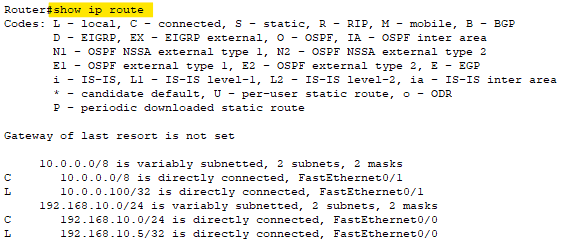 Router#show ip route
Codes: L - local, C - connected, S - static, R - RIP, M - mobile, B - BGP
       D - EIGRP, EX - EIGRP external, O - OSPF, IA - OSPF inter area
       N1 - OSPF NSSA external type 1, N2 - OSPF NSSA external type 2
       E1 - OSPF external type 1, E2 - OSPF external type 2, E - EGP
       i - IS-IS, L1 - IS-IS level-1, L2 - IS-IS level-2, ia - IS-IS inter area
       * - candidate default, U - per-user static route, o - ODR
       P - periodic downloaded static route

Gateway of last resort is not set

     10.0.0.0/8 is variably subnetted, 2 subnets, 2 masks
C       10.0.0.0/8 is directly connected, FastEthernet0/1
L       10.0.0.100/32 is directly connected, FastEthernet0/1
     192.168.10.0/24 is variably subnetted, 2 subnets, 2 masks
C       192.168.10.0/24 is directly connected, FastEthernet0/0
L       192.168.10.5/32 is directly connected, FastEthernet0/0